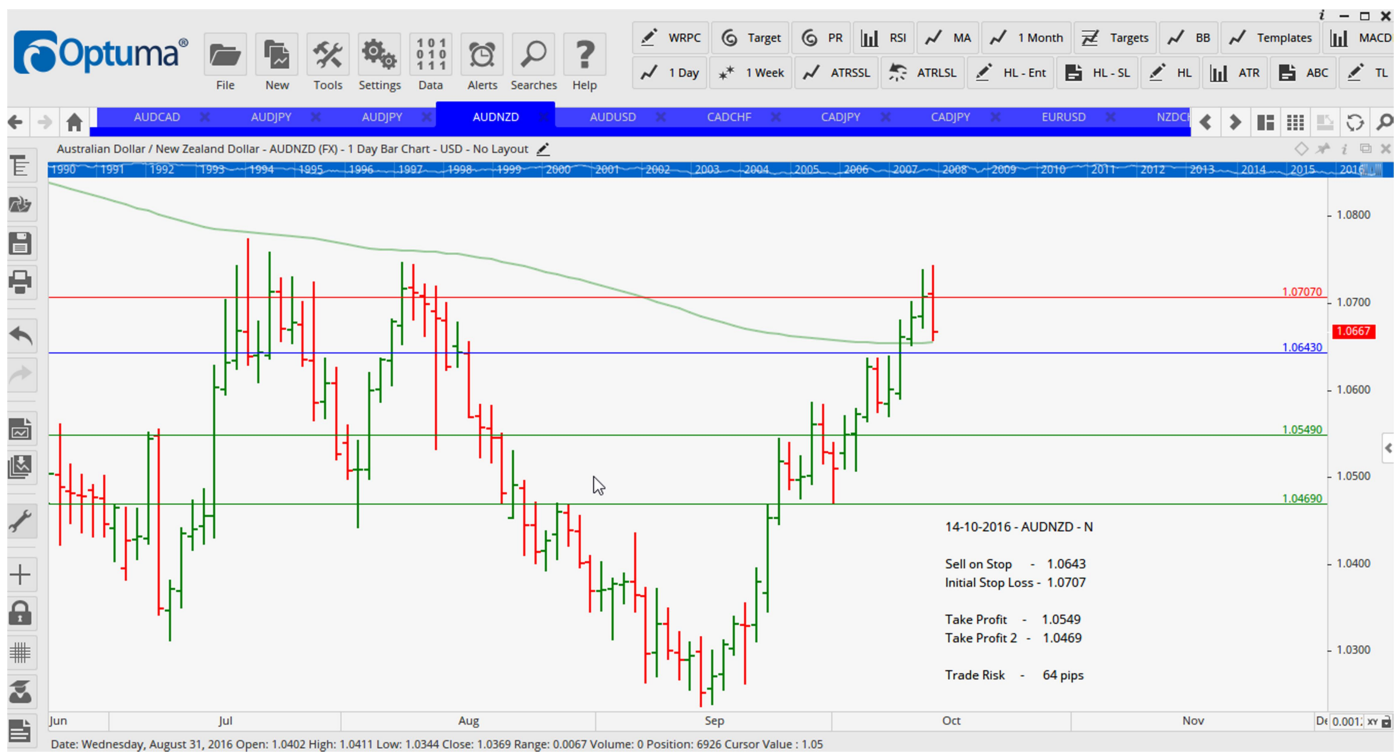 Optuma®
File New Tools Settings Data Alerts Searches Help
WRPC Target PR RSI MA 1 Month Targets BB Templates MACD
1 Day 1 Week ATRSSL ATRLSL HL - Ent HL - SL HL ATR ABC TL
AUDCAD AUDJPY AUDJPY AUDNZD AUDUSD CADCHF CADJPY CADJPY EURUSD
Australian Dollar / New Zealand Dollar - AUDNZD (FX) - 1 Day Bar Chart - USD - No Layout
1990 1991 1992 1993 1994 1995 1996 1997 1998 1999 2000 2001 2002 2003 2004 2005 2006 2007 2008 2009 2010 2011 2012 2013 2014 2015 2016
1.0800
1.07070
1.0700
1.0667
1.06430
1.0600
1.05490
1.0500
1.04690
14-10-2016 - AUDNZD - N
Sell on Stop - 1.0643
1.0400
Initial Stop Loss - 1.0707
Take Profit - 1.0549
Take Profit 2 - 1.0469
1.0300
Trade Risk - 64 pips
Jun Jul Aug Sep Oct Nov XY
Date: Wednesday, August 31, 2016 Open: 1.0402 High: 1.0411 Low: 1.0344 Close: 1.0369 Range: 0.0067 Volume: 0 Position: 6926 Cursor Value : 1.05